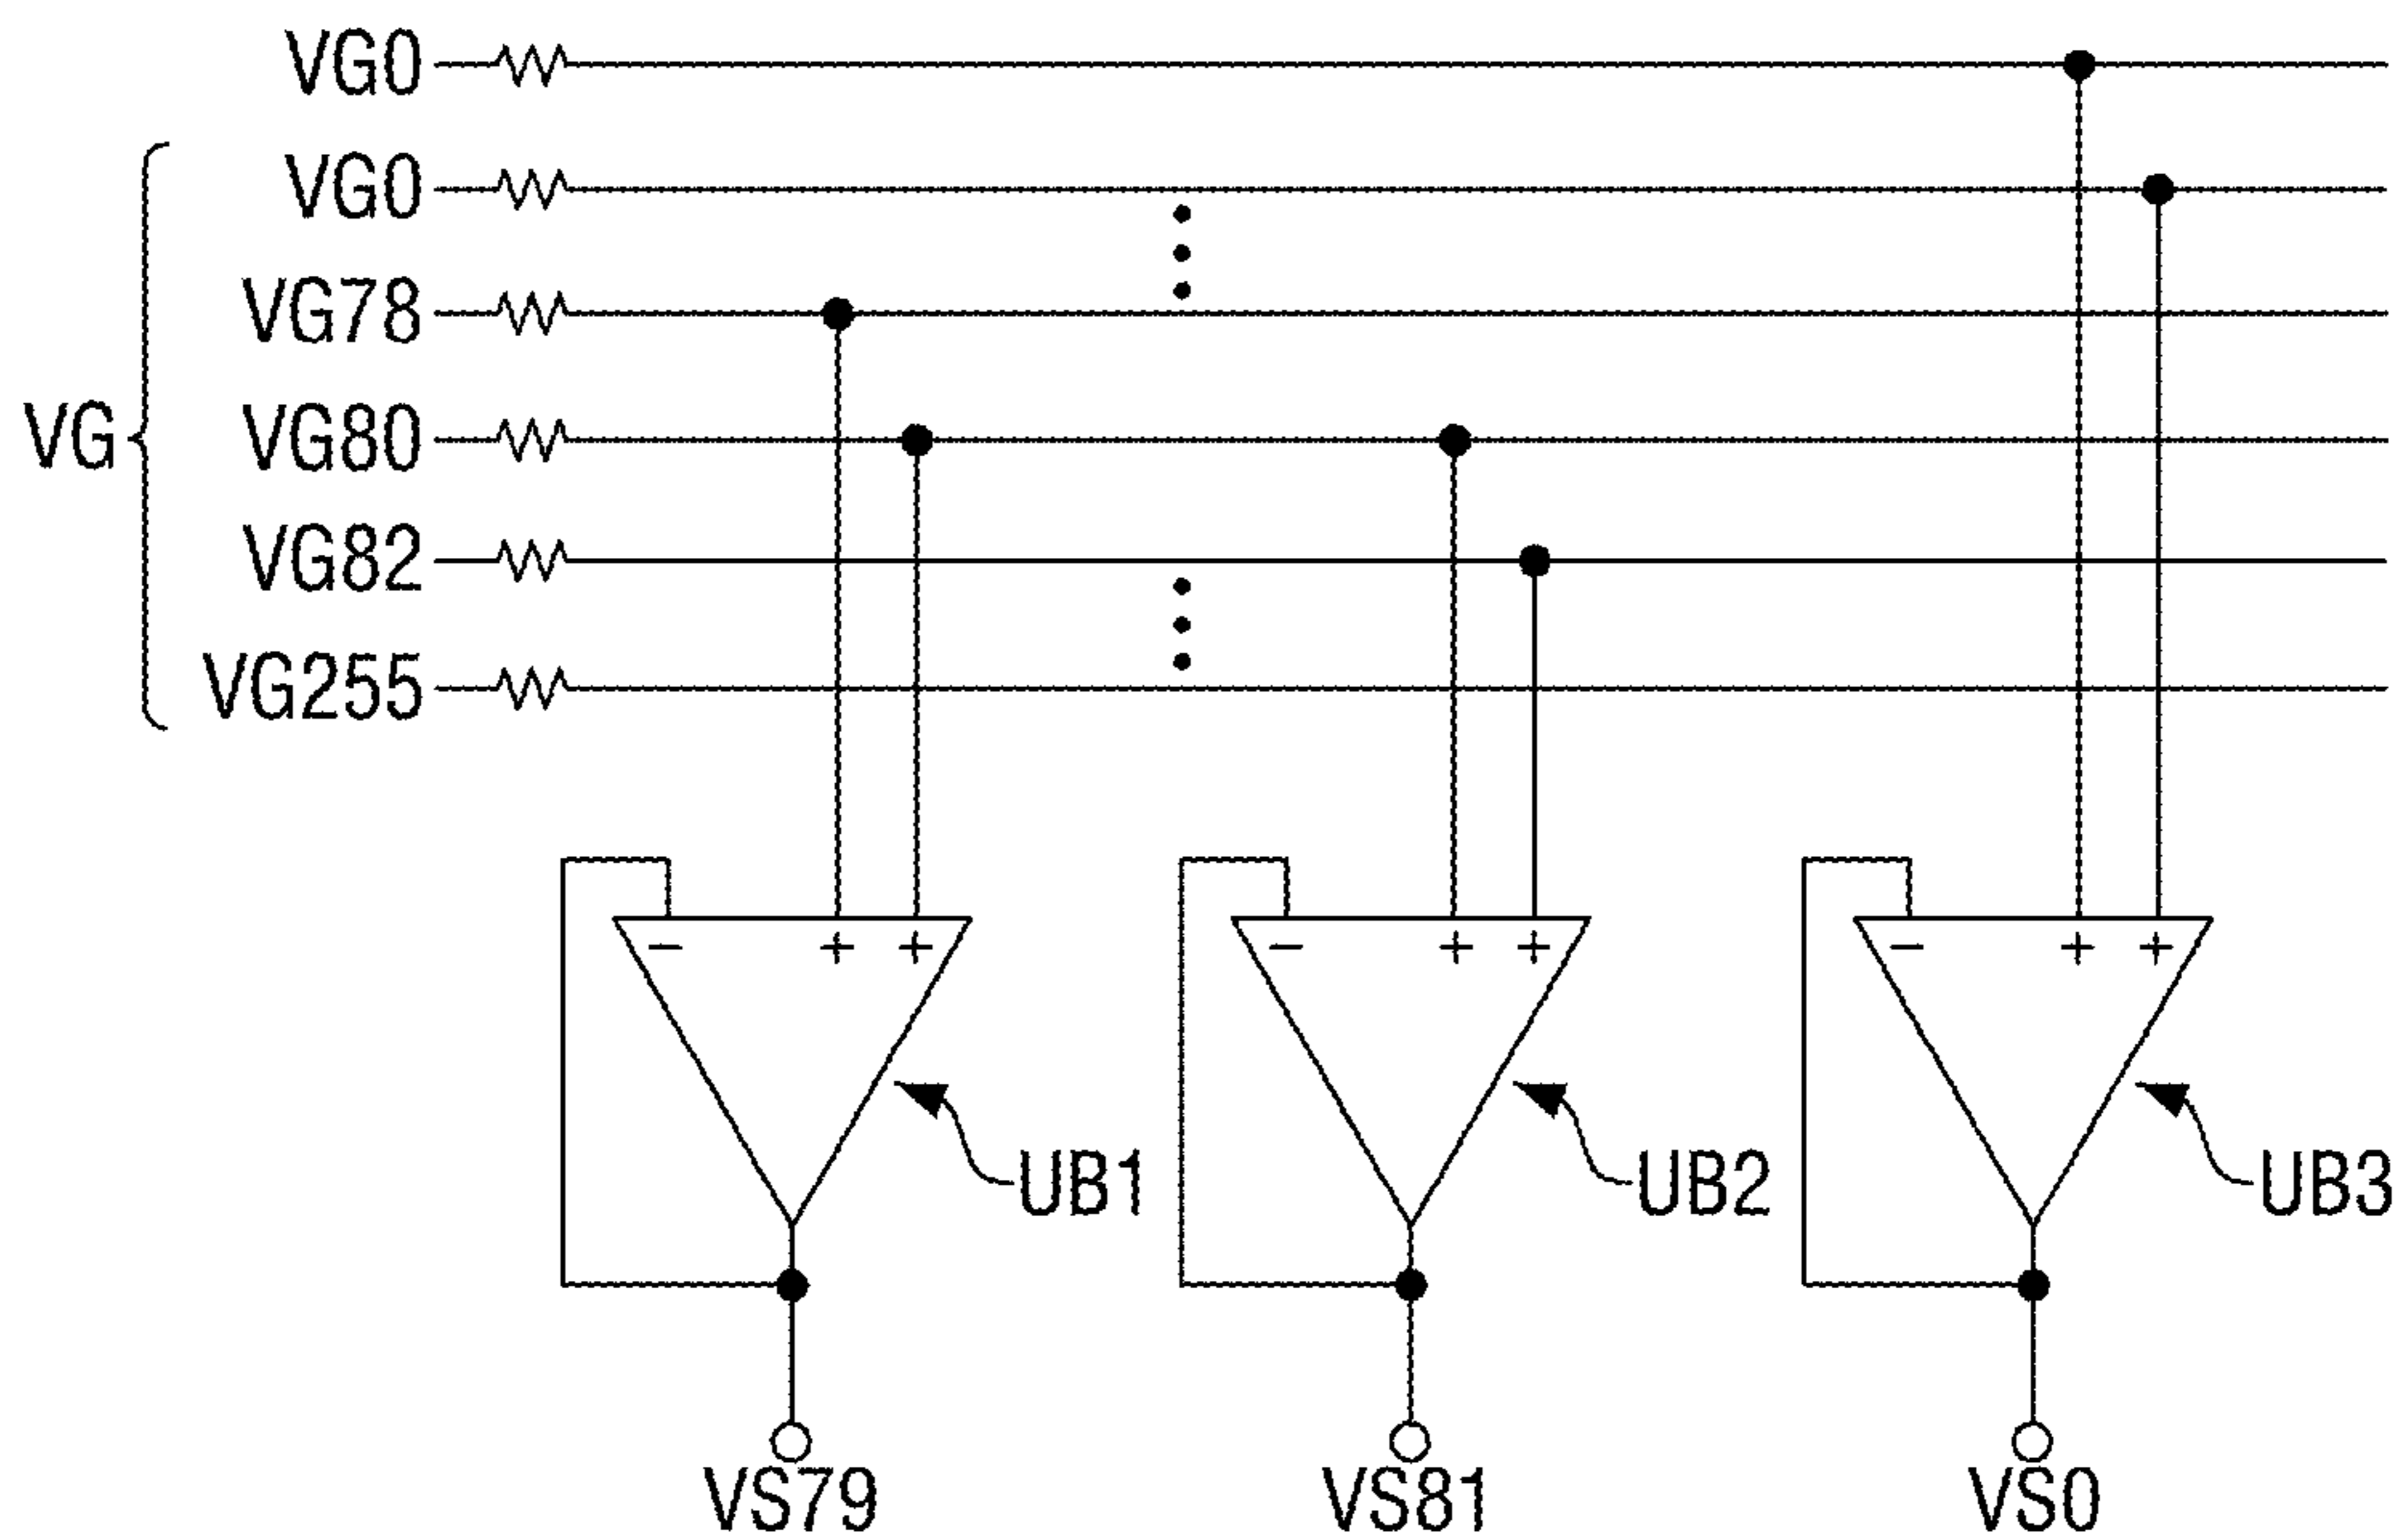 VG0
VG0
VG78
VG VG80
VG82
VG255
− + + − + + − + +
UB1 UB2 UB3
VS79 VS81 VS0